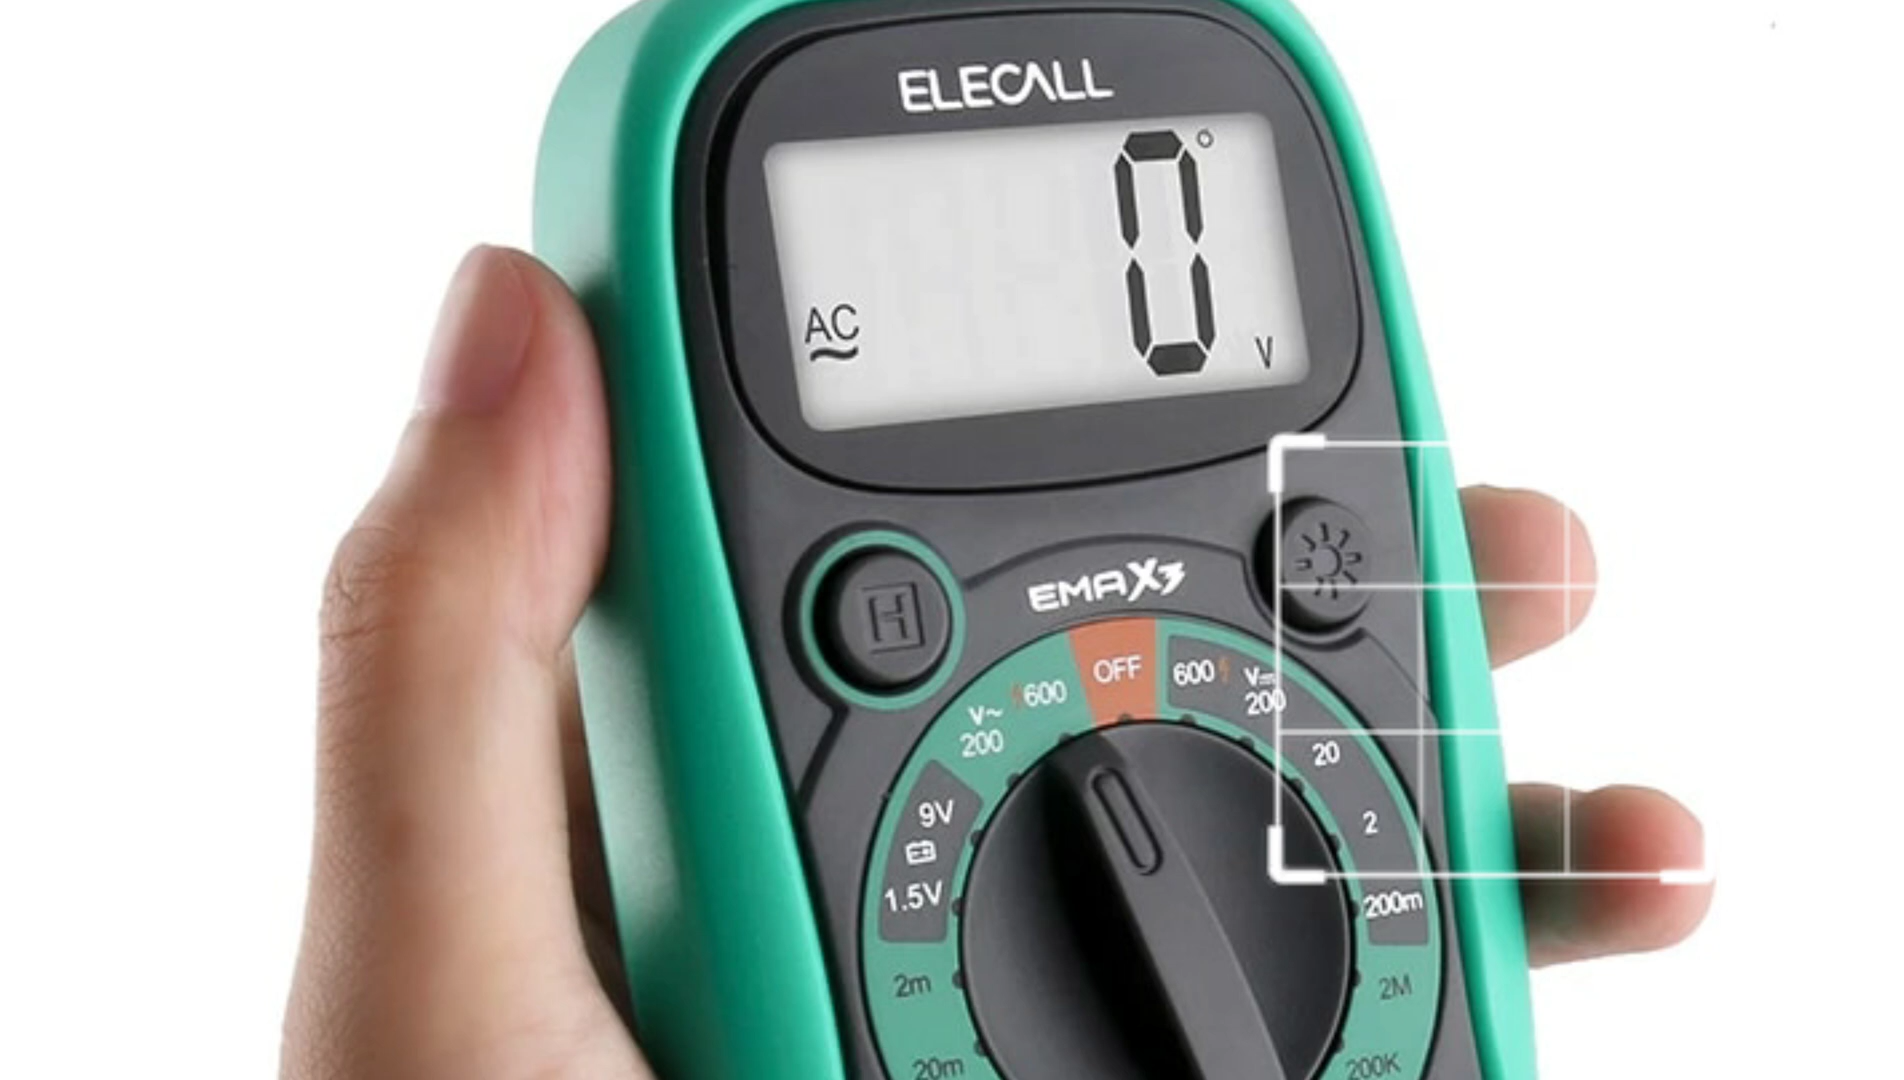 ELECALL
0°
AC
V
H
EMAX3
OFF
600
V~
200
600
V⎓
200
20
2
200m
2M
200K
9V
1.5V
2m
20m